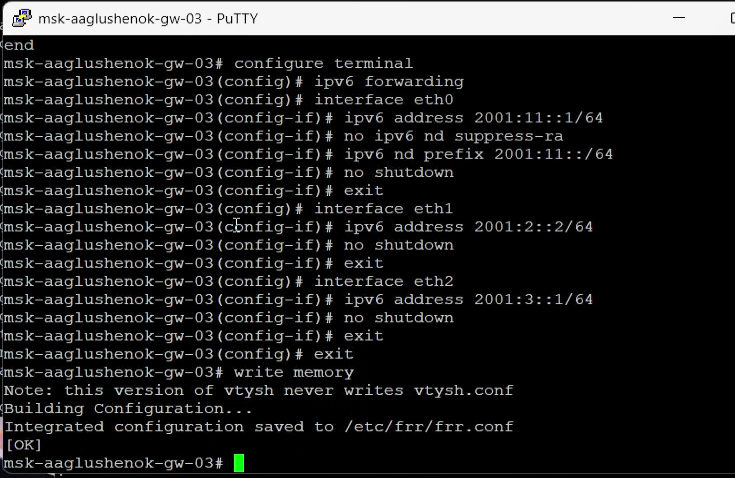 msk-aaglushenok-gw-03 - PuTTY
end
msk-aaglushenok-gw-03# configure terminal
msk-aaglushenok-gw-03(config)# ipv6 forwarding
msk-aaglushenok-gw-03(config)# interface eth0
msk-aaglushenok-gw-03(config-if)# ipv6 address 2001:11::1/64
msk-aaglushenok-gw-03(config-if)# no ipv6 nd suppress-ra
msk-aaglushenok-gw-03(config-if)# ipv6 nd prefix 2001:11::/64
msk-aaglushenok-gw-03(config-if)# no shutdown
msk-aaglushenok-gw-03(config-if)# exit
msk-aaglushenok-gw-03(config)# interface eth1
msk-aaglushenok-gw-03(config-if)# ipv6 address 2001:2::2/64
msk-aaglushenok-gw-03(config-if)# no shutdown
msk-aaglushenok-gw-03(config-if)# exit
msk-aaglushenok-gw-03(config)# interface eth2
msk-aaglushenok-gw-03(config-if)# ipv6 address 2001:3::1/64
msk-aaglushenok-gw-03(config-if)# no shutdown
msk-aaglushenok-gw-03(config-if)# exit
msk-aaglushenok-gw-03(config)# exit
msk-aaglushenok-gw-03# write memory
Note: this version of vtysh never writes vtysh.conf
Building Configuration...
Integrated configuration saved to /etc/frr/frr.conf
[OK]
msk-aaglushenok-gw-03#